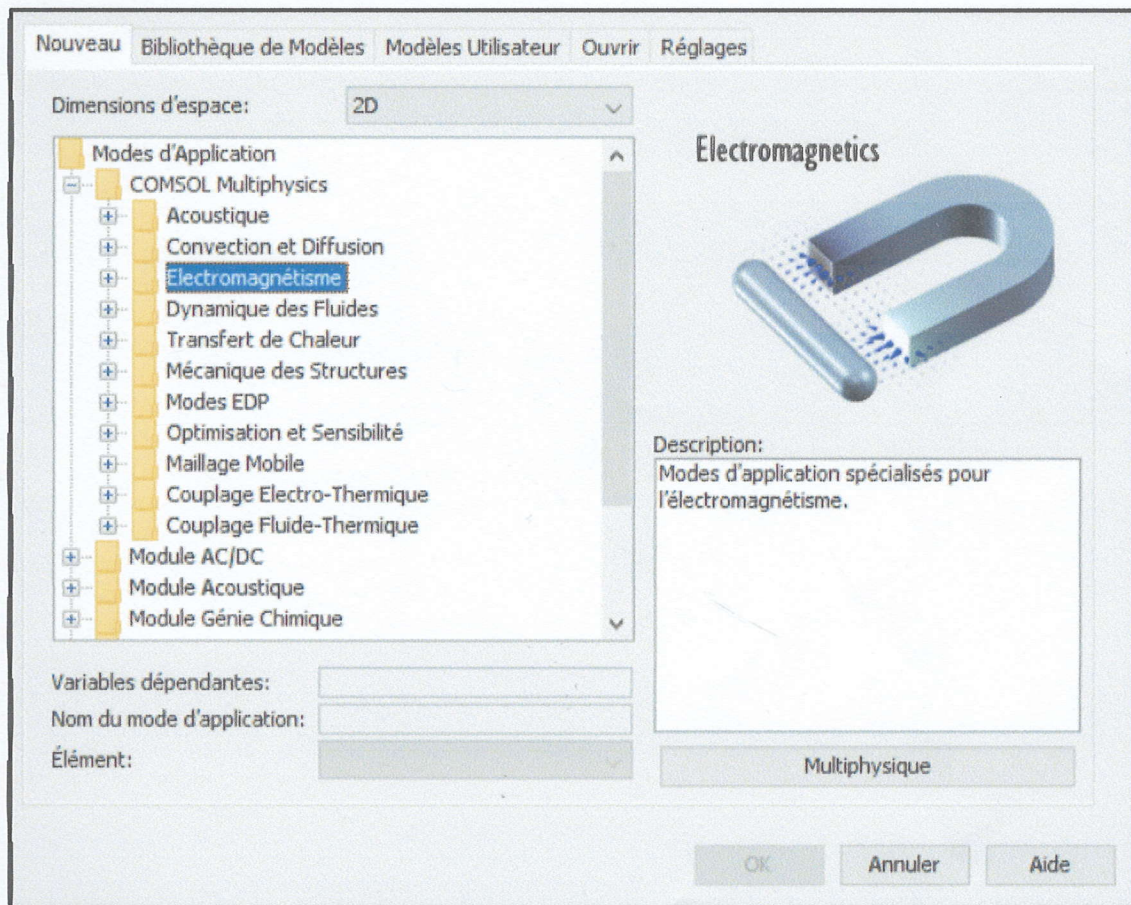 Nouveau Bibliothèque de Modèles Modèles Utilisateur Ouvrir Réglages
Dimensions d'espace: 2D
Modes d'Application
COMSOL Multiphysics
Acoustique
Convection et Diffusion
Electromagnétisme
Dynamique des Fluides
Transfert de Chaleur
Mécanique des Structures
Modes EDP
Optimisation et Sensibilité
Maillage Mobile
Couplage Electro-Thermique
Couplage Fluide-Thermique
Module AC/DC
Module Acoustique
Module Génie Chimique
Variables dépendantes:
Nom du mode d'application:
Élément:
Electromagnetics
Description:
Modes d'application spécialisés pour
l'électromagnétisme.
Multiphysique
OK Annuler Aide